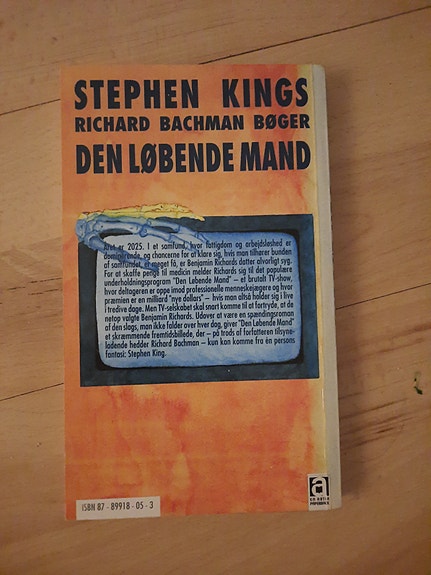 STEPHEN KINGS
RICHARD BACHMAN BØGER
DEN LØBENDE MAND
Året er 2025. I et samfund, hvor fattigdom og arbejdsløshed er
dominerende, og chancerne for at klare sig, hvis man tilhører bunden
af samfundet, er meget få, er Benjamin Richards datter alvorligt syg.
For at skaffe penge til medicin melder Richards sig til det populære
underholdningsprogram "Den Løbende Mand" – et brutalt TV-show,
hvor deltageren er oppe imod professionelle menneskejægere og hvor
præmien er en milliard "nye dollars" – hvis man altså holder sig i live
i tredive dage. Men TV-selskabet skal snart komme til at fortryde, at de
netop valgte Benjamin Richards. Udover at være en spændingsroman
af den slags, man ikke falder over hver dag, giver "Den Løbende Mand"
et skræmmende fremtidsbillede, der – på trods af forfatteren tilsyne-
ladende hedder Richard Bachman – kun kan komme fra èn persons
fantasi: Stephen King.
ISBN 87 - 89918 - 05 - 3
a
PAPERBACK